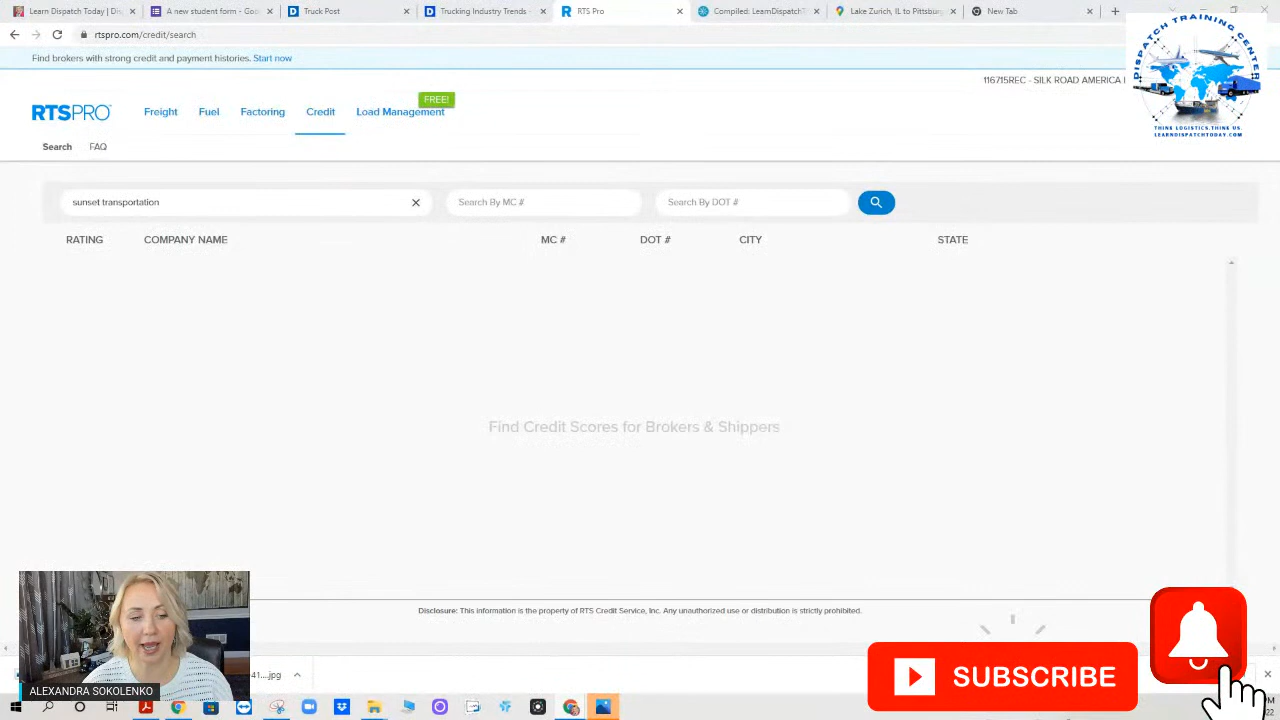 Learn Dispatch Today | Disp
A new student form - Goo
Truck Post
Trucking Industry Trends
RTS Pro
Compiled: LearnDispatchT
Lake Zurich, IL to Pittsburg
New Tab
rtspro.com/credit/search
Find brokers with strong credit and payment histories. Start now
116715REC - SILK ROAD AMERICA
DISPATCH TRAINING CENTER
THINK LOGISTICS.THINK US.
LEARNDISPATCHTODAY.COM
FREE!
RTSPRO Freight Fuel Factoring Credit Load Management
Search FAQ
sunset transportation Search By MC # Search By DOT #
RATING COMPANY NAME MC # DOT # CITY STATE
Find Credit Scores for Brokers & Shippers
Disclosure: This information is the property of RTS Credit Service, Inc. Any unauthorized use or distribution is strictly prohibited.
41....jpg
SUBSCRIBE
ALEXANDRA SOKOLENKO